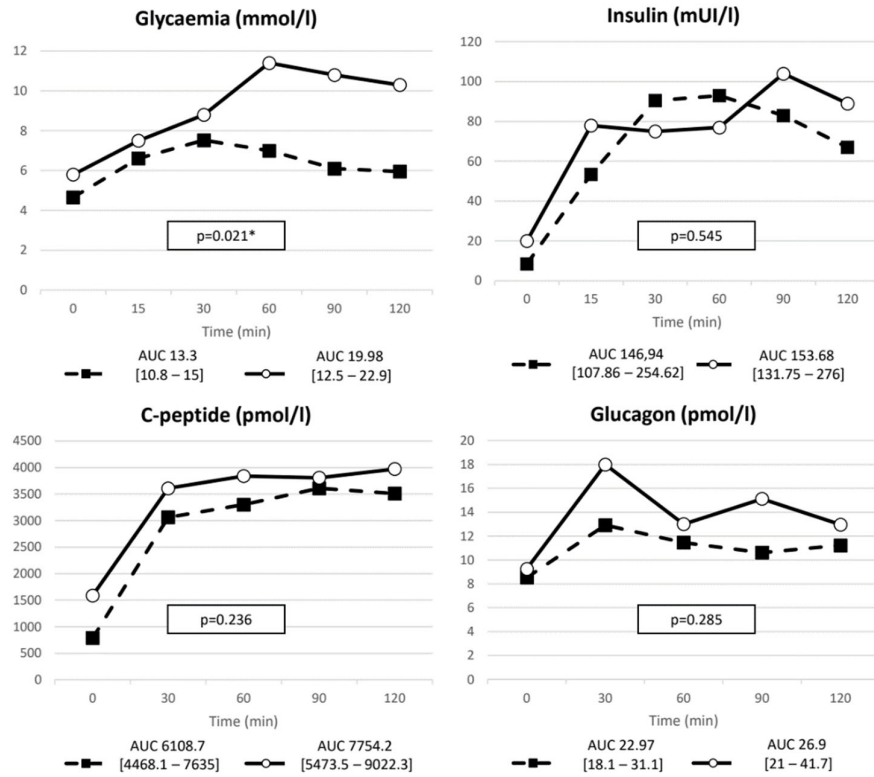 Glycaemia (mmol/l)
12
10
8
6
4
2
0
p=0.021*
0 15 30 60 90 120
Time (min)
AUC 13.3
[10.8 – 15]
AUC 19.98
[12.5 – 22.9]
Insulin (mUI/l)
120
100
80
60
40
20
0
p=0.545
0 15 30 60 90 120
Time (min)
AUC 146,94
[107.86 – 254.62]
AUC 153.68
[131.75 – 276]
C-peptide (pmol/l)
4500
4000
3500
3000
2500
2000
1500
1000
500
0
p=0.236
0 30 60 90 120
Time (min)
AUC 6108.7
[4468.1 – 7635]
AUC 7754.2
[5473.5 – 9022.3]
Glucagon (pmol/l)
20
18
16
14
12
10
8
6
4
2
0
p=0.285
0 30 60 90 120
Time (min)
AUC 22.97
[18.1 – 31.1]
AUC 26.9
[21 – 41.7]